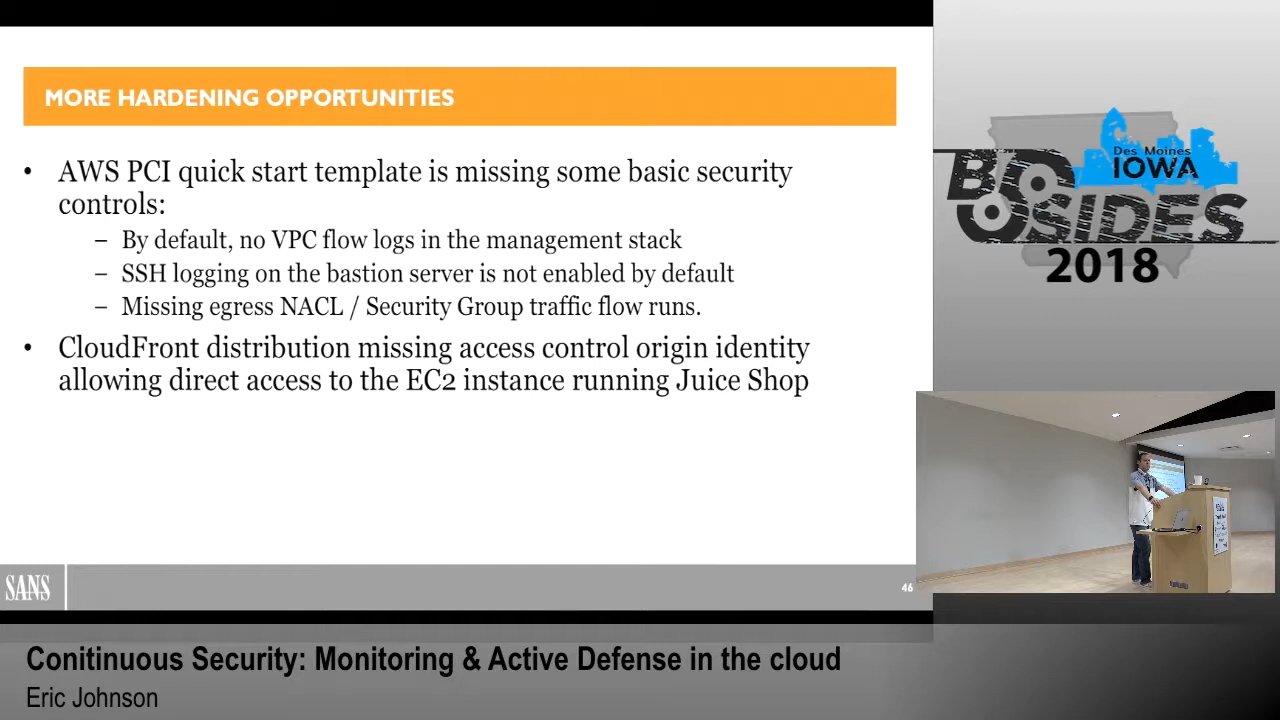 MORE HARDENING OPPORTUNITIES
• AWS PCI quick start template is missing some basic security
controls:
– By default, no VPC flow logs in the management stack
– SSH logging on the bastion server is not enabled by default
– Missing egress NACL / Security Group traffic flow runs.
• CloudFront distribution missing access control origin identity
allowing direct access to the EC2 instance running Juice Shop
SANS
46
Des Moines
IOWA
BSIDES
2018
Conitinuous Security: Monitoring & Active Defense in the cloud
Eric Johnson